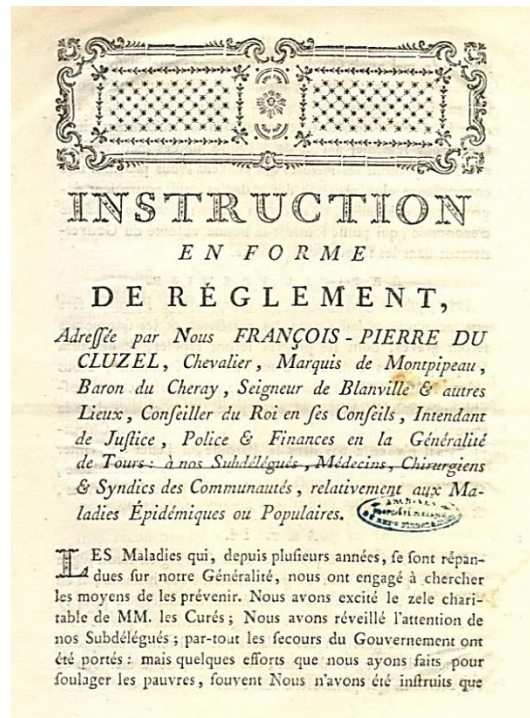 INSTRUCTION
EN FORME
DE RÉGLEMENT,
Adreſſée par Nous FRANÇOIS-PIERRE DU
CLUZEL, Chevalier, Marquis de Montpipeau,
Baron du Cheray, Seigneur de Blanville & autres
Lieux, Conſeiller du Roi en ſes Conſeils, Intendant
de Juſtice, Police & Finances en la Généralité
de Tours: à nos Subdélégués, Médecins, Chirurgiens
& Syndics des Communautés, relativement aux Ma-
ladies Épidémiques ou Populaires.
LES Maladies qui, depuis pluſieurs années, ſe ſont répan-
dues ſur notre Généralité, nous ont engagé à chercher
les moyens de les prévenir. Nous avons excité le zele chari-
table de MM. les Curés; Nous avons réveillé l'attention de
nos Subdélégués; par-tout les ſecours du Gouvernement ont
été portés: mais quelques efforts que nous ayons faits pour
ſoulager les pauvres, ſouvent Nous n'avons été inſtruits que